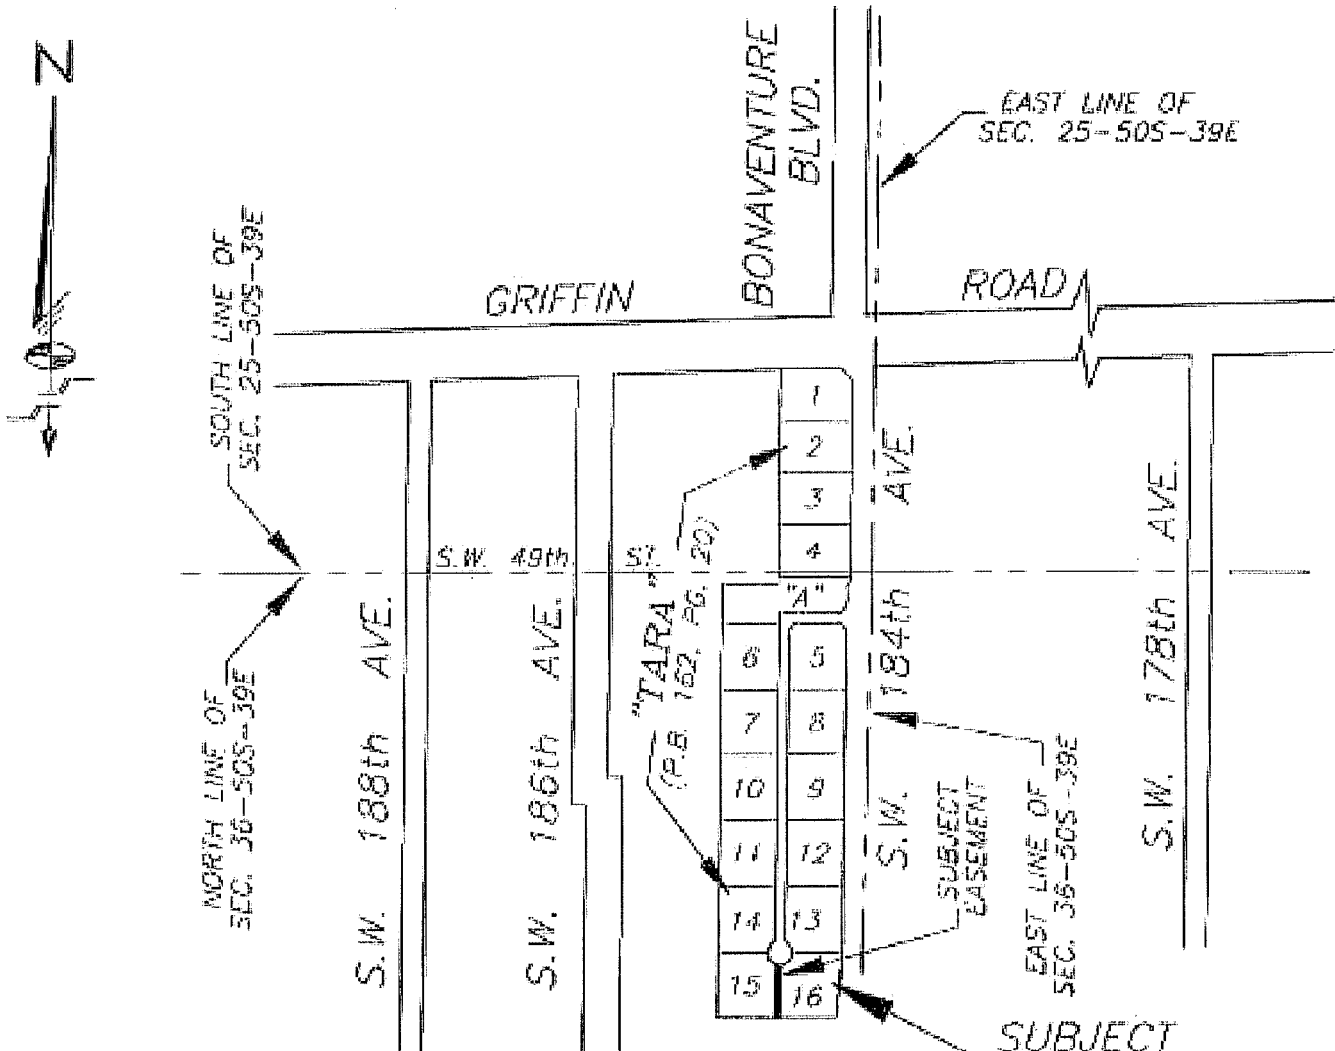 N
BONAVENTURE
BLVD.
EAST LINE OF
SEC. 25-50S-39E
SOUTH LINE OF
SEC. 25-50S-39E
GRIFFIN
ROAD
1
2
3
4
S.W. 49th ST.
"A"
"TARA"
(P.B. 162, PG. 20)
6
5
7
8
10
9
11
12
14
13
15
16
NORTH LINE OF
SEC. 36-50S-39E
S.W. 188th AVE.
S.W. 186th AVE.
S.W. 184th AVE.
S.W. 178th AVE.
SUBJECT
EASEMENT
EAST LINE OF
SEC. 36-50S-39E
SUBJECT